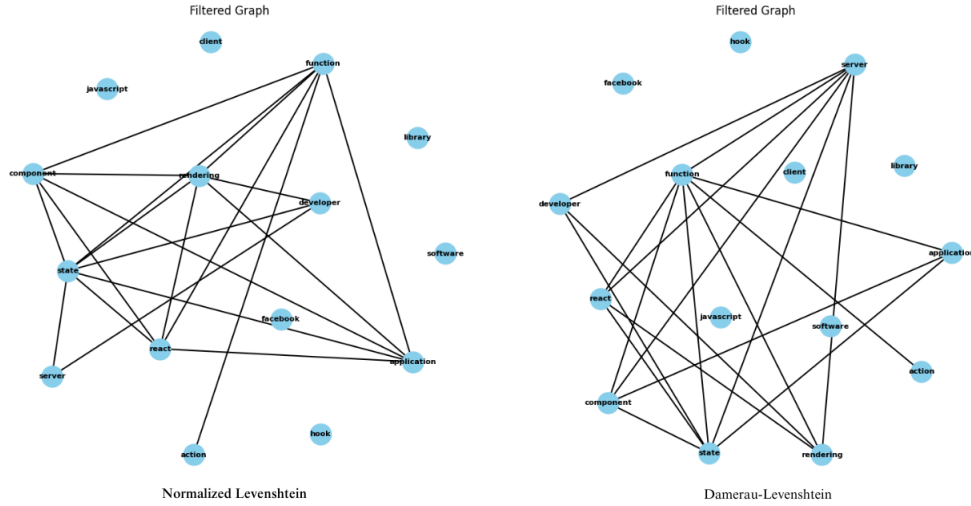 Filtered Graph
client
function
javascript
library
component
rendering
developer
software
state
facebook
react
application
server
hook
action
Normalized Levenshtein
Filtered Graph
hook
server
facebook
library
client
function
developer
application
react
javascript
software
action
component
state
rendering
Damerau-Levenshtein